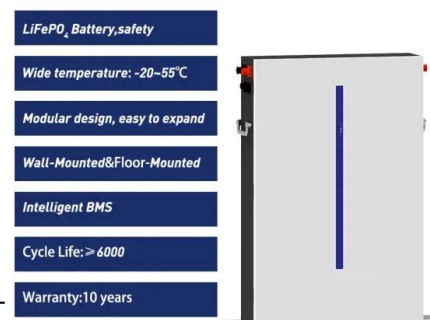 LiFePO₄ Battery,safety
Wide temperature: -20~55℃
Modular design, easy to expand
Wall-Mounted&Floor-Mounted
Intelligent BMS
Cycle Life:≥6000
Warranty:10 years